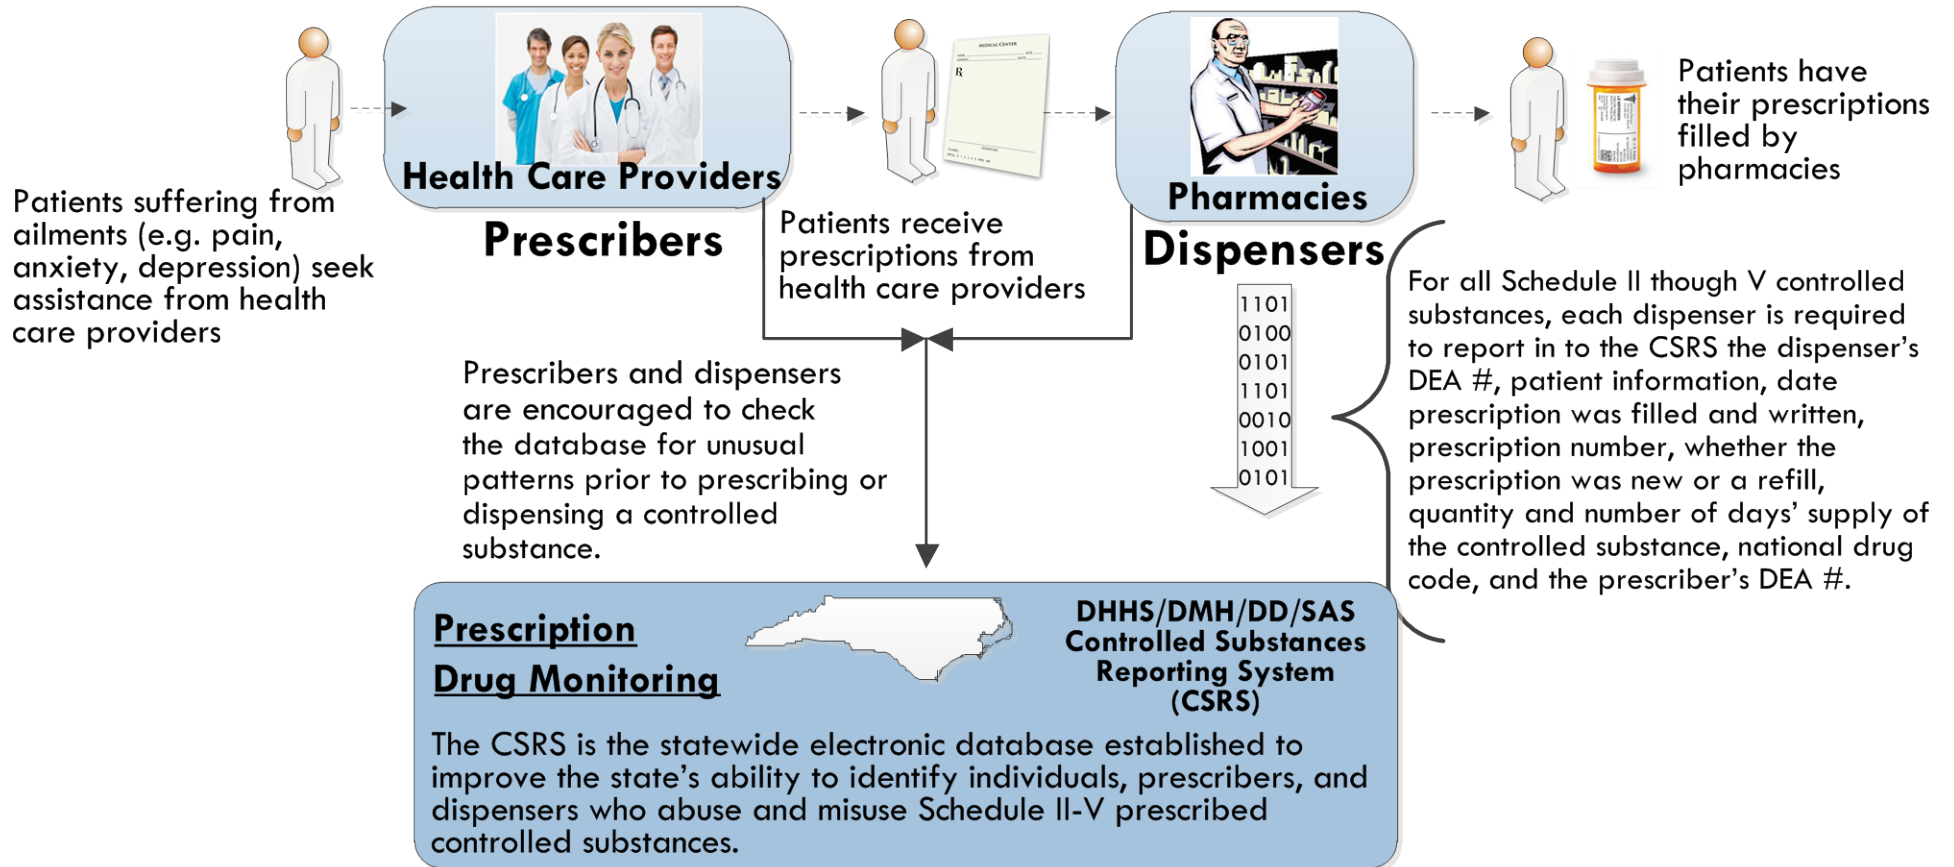 Patients suffering from
ailments (e.g. pain,
anxiety, depression) seek
assistance from health
care providers
Health Care Providers
Prescribers
MEDICAL CENTER
Rx
Patients receive
prescriptions from
health care providers
Pharmacies
Dispensers
Patients have
their prescriptions
filled by
pharmacies
1101
0100
0101
1101
0010
1001
0101
For all Schedule II though V controlled
substances, each dispenser is required
to report in to the CSRS the dispenser's
DEA #, patient information, date
prescription was filled and written,
prescription number, whether the
prescription was new or a refill,
quantity and number of days' supply of
the controlled substance, national drug
code, and the prescriber's DEA #.
Prescribers and dispensers
are encouraged to check
the database for unusual
patterns prior to prescribing or
dispensing a controlled
substance.
Prescription
Drug Monitoring
DHHS/DMH/DD/SAS
Controlled Substances
Reporting System
(CSRS)
The CSRS is the statewide electronic database established to
improve the state's ability to identify individuals, prescribers, and
dispensers who abuse and misuse Schedule II-V prescribed
controlled substances.